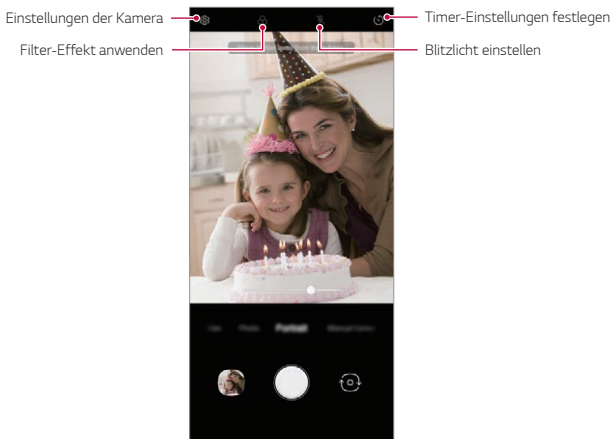 Einstellungen der Kamera
Timer-Einstellungen festlegen
Filter-Effekt anwenden
Blitzlicht einstellen
Photo
Portrait